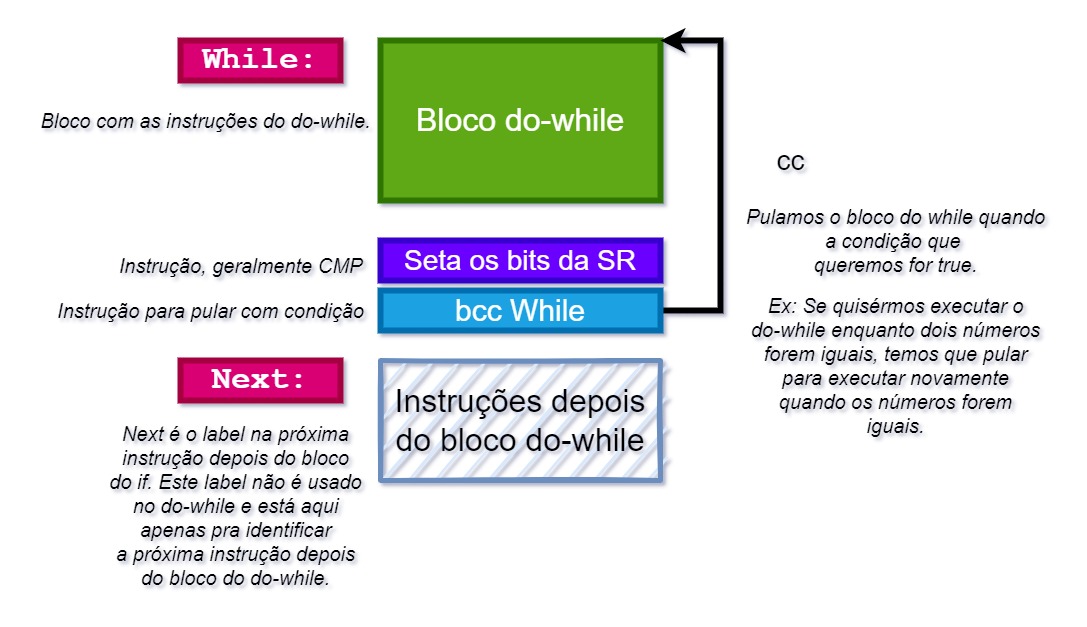 While:
Bloco com as instruções do do-while.
Bloco do-while
Instrução, geralmente CMP
Seta os bits da SR
Instrução para pular com condição
bcc While
Next:
Next é o label na próxima
instrução depois do bloco
do if. Este label não é usado
no do-while e está aqui
apenas pra identificar
a próxima instrução depois
do bloco do do-while.
Instruções depois
do bloco do-while
cc
Pulamos o bloco do while quando
a condição que
queremos for true.
Ex: Se quisérmos executar o
do-while enquanto dois números
forem iguais, temos que pular
para executar novamente
quando os números forem
iguais.